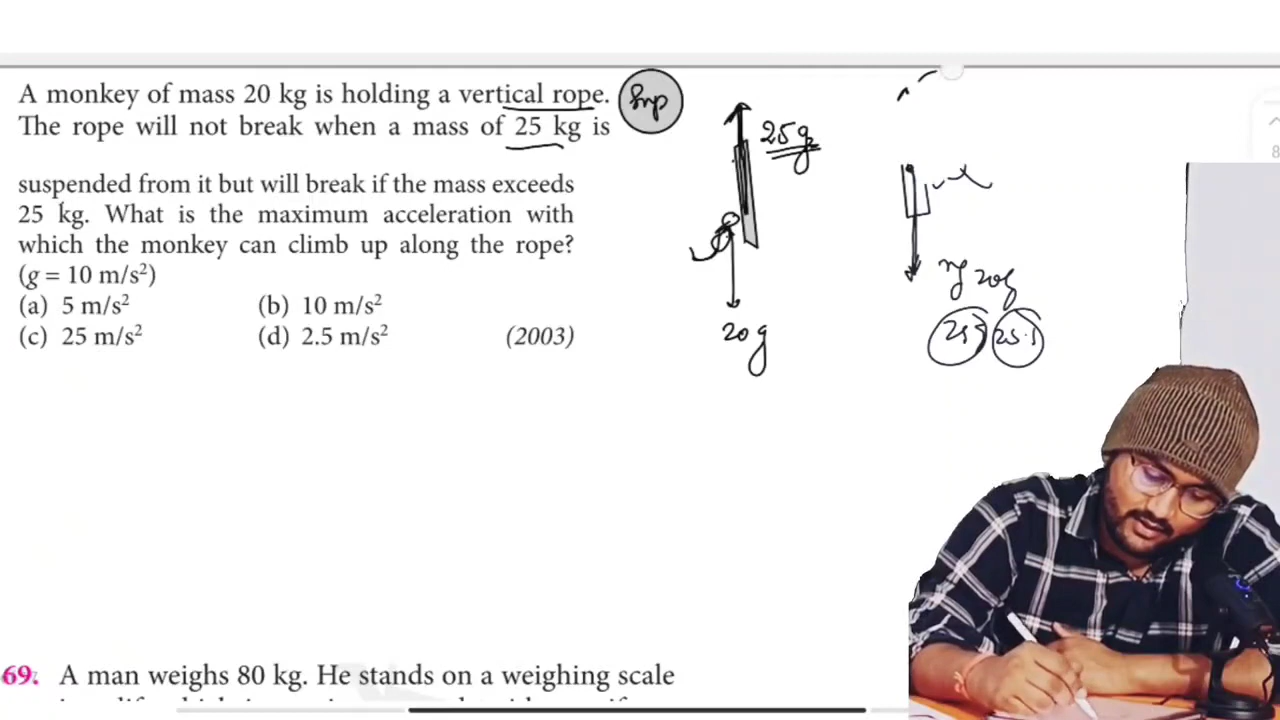 A monkey of mass 20 kg is holding a vertical rope.
The rope will not break when a mass of 25 kg is
suspended from it but will break if the mass exceeds
25 kg. What is the maximum acceleration with
which the monkey can climb up along the rope?
(g = 10 m/s²)
(a) 5 m/s² (b) 10 m/s²
(c) 25 m/s² (d) 2.5 m/s² (2003)
Imp
25g
20g
20g
25
25.1
8
69. A man weighs 80 kg. He stands on a weighing scale